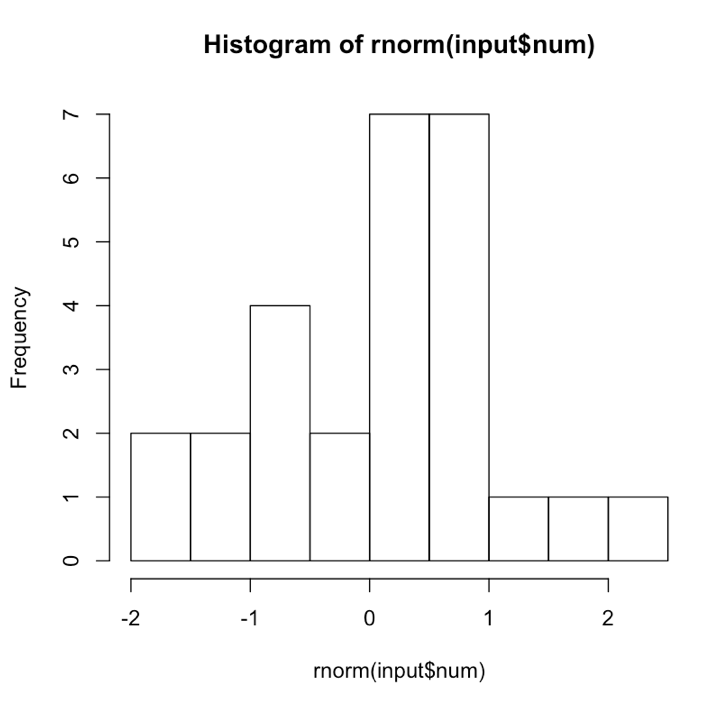 Histogram of rnorm(input$num)
Frequency
7
6
5
4
3
2
1
0
-2 -1 0 1 2
rnorm(input$num)